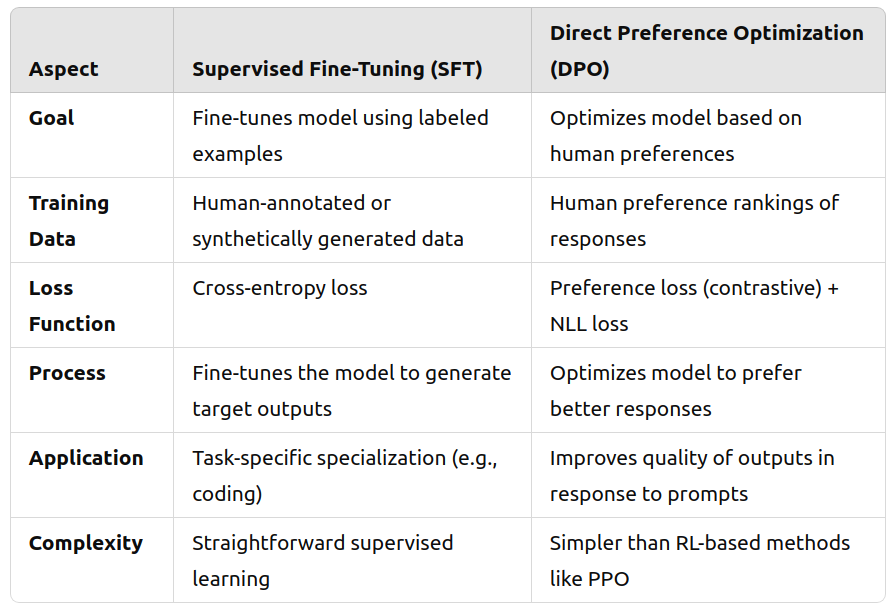 Aspect
Supervised Fine-Tuning (SFT)
Direct Preference Optimization
(DPO)
Goal
Fine-tunes model using labeled
examples
Optimizes model based on
human preferences
Training
Data
Human-annotated or
synthetically generated data
Human preference rankings of
responses
Loss
Function
Cross-entropy loss
Preference loss (contrastive) +
NLL loss
Process
Fine-tunes the model to generate
target outputs
Optimizes model to prefer
better responses
Application
Task-specific specialization (e.g.,
coding)
Improves quality of outputs in
response to prompts
Complexity
Straightforward supervised
learning
Simpler than RL-based methods
like PPO